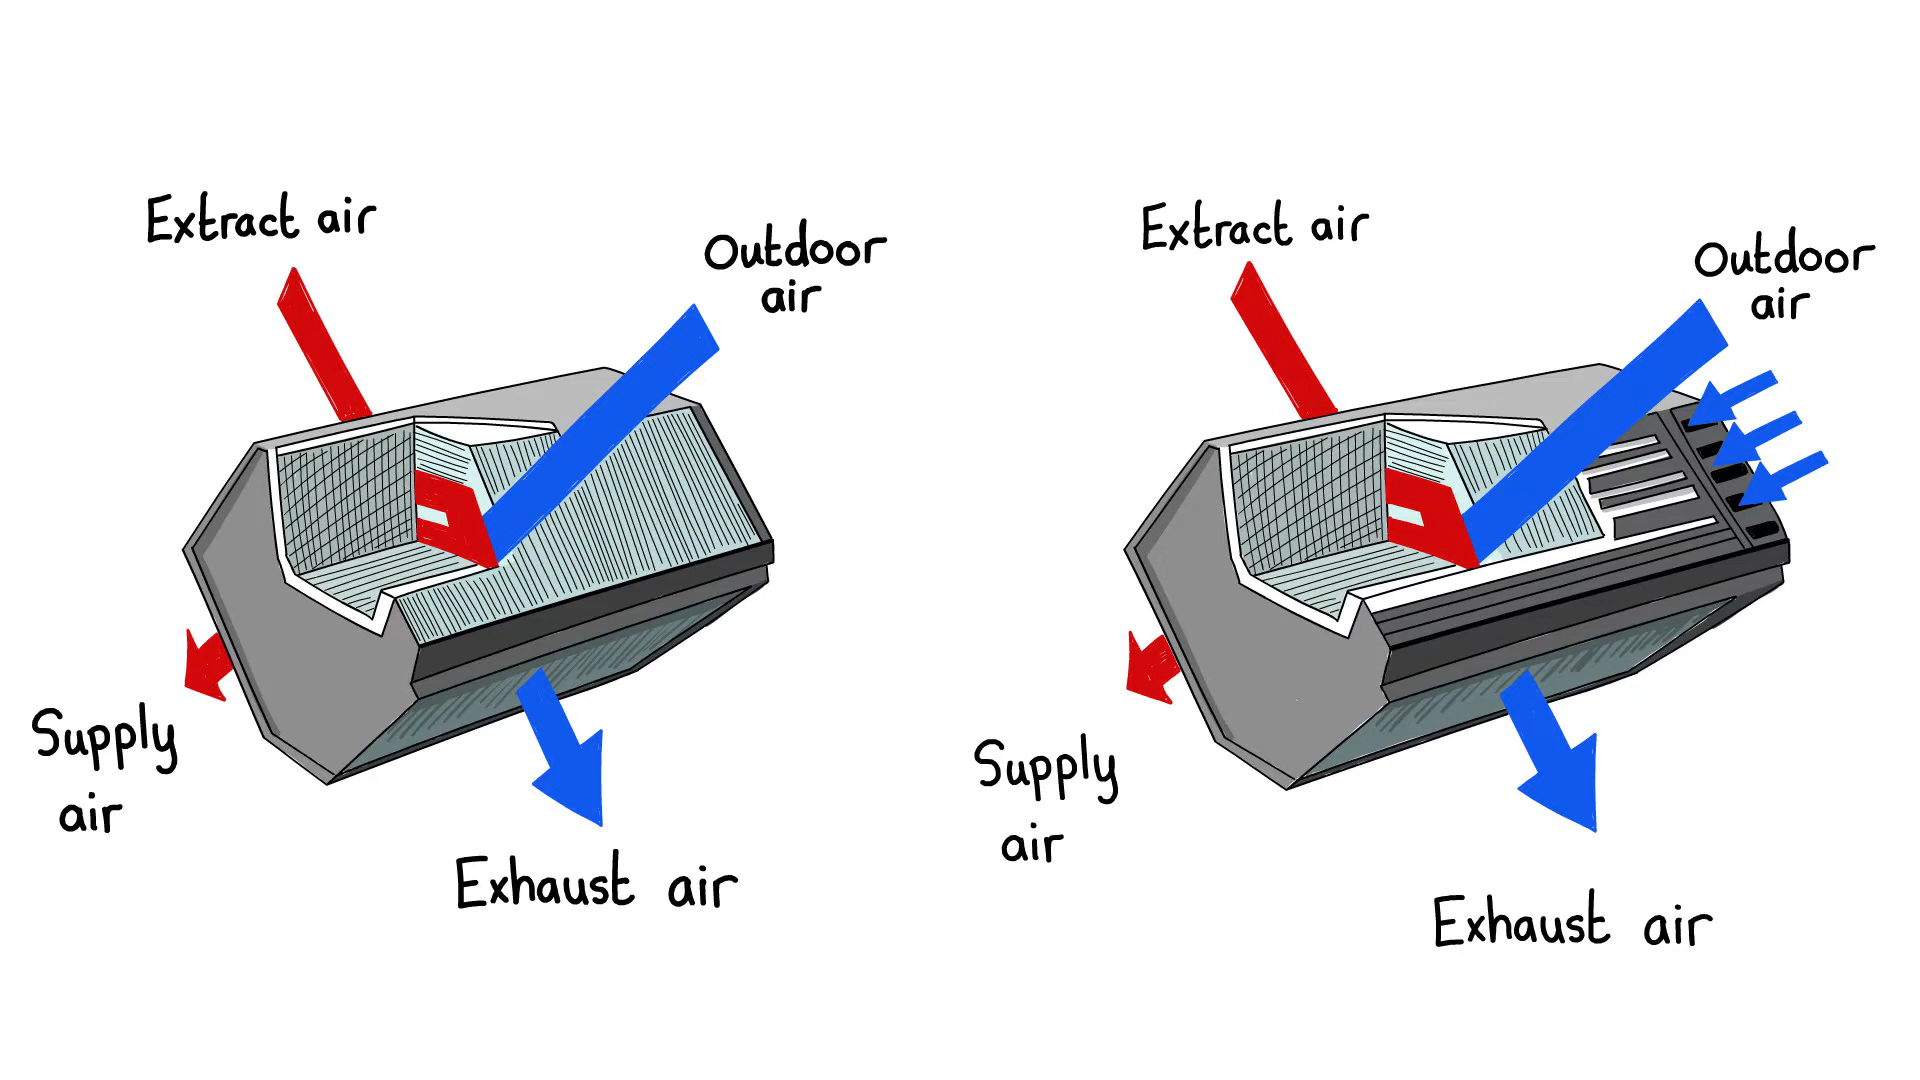 Extract air
Outdoor
air
Supply
air
Exhaust air
Extract air
Outdoor
air
Supply
air
Exhaust air